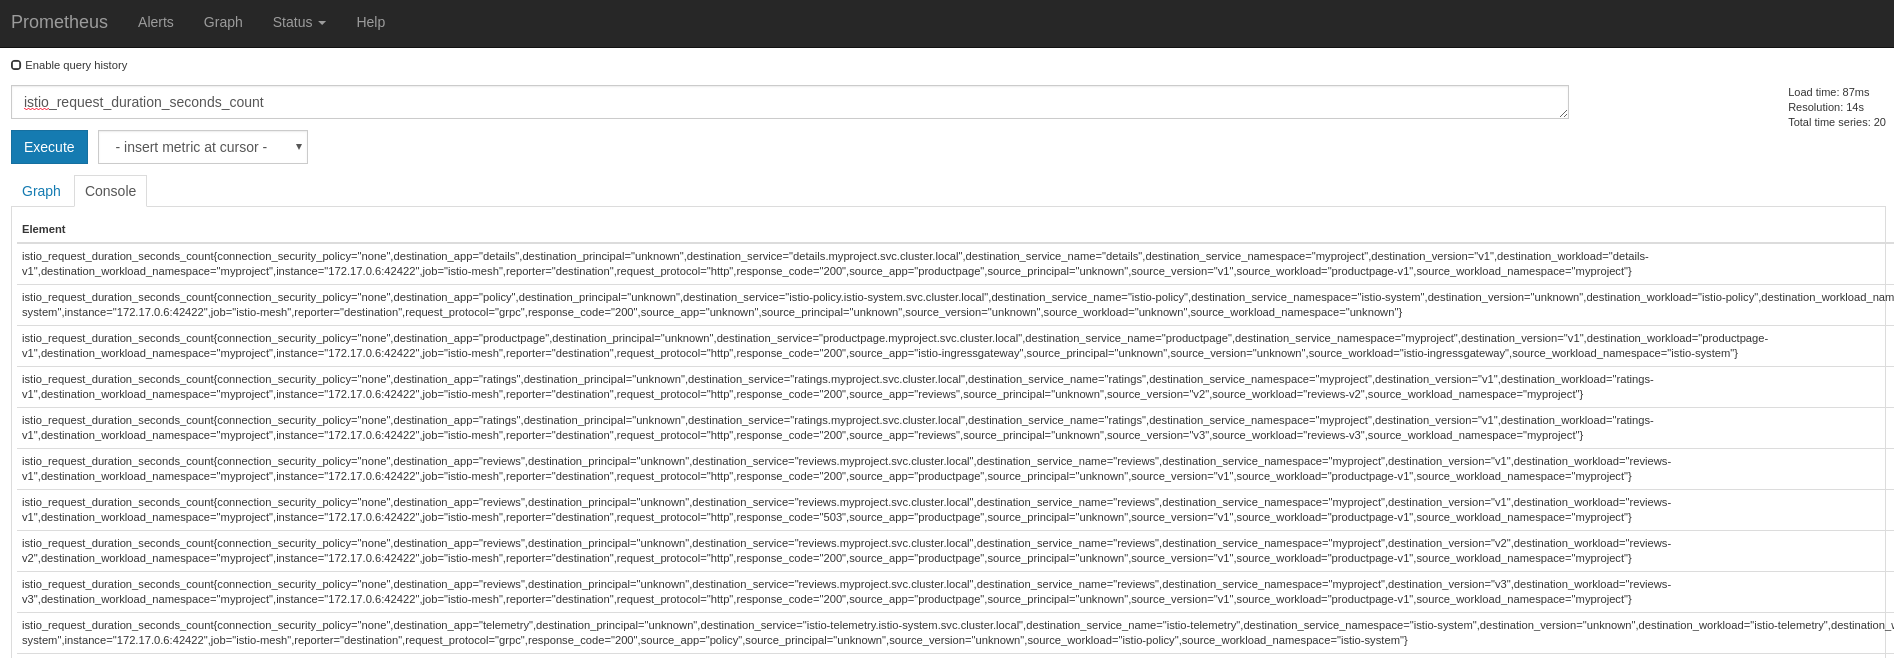 Prometheus Alerts Graph Status Help
Enable query history
istio_request_duration_seconds_count
Load time: 87ms
Resolution: 14s
Total time series: 20
Execute - insert metric at cursor -
Graph Console
Element
istio_request_duration_seconds_count{connection_security_policy="none",destination_app="details",destination_principal="unknown",destination_service="details.myproject.svc.cluster.local",destination_service_name="details",destination_service_namespace="myproject",destination_version="v1",destination_workload="details-
v1",destination_workload_namespace="myproject",instance="172.17.0.6:42422",job="istio-mesh",reporter="destination",request_protocol="http",response_code="200",source_app="productpage",source_principal="unknown",source_version="v1",source_workload="productpage-v1",source_workload_namespace="myproject"}
istio_request_duration_seconds_count{connection_security_policy="none",destination_app="policy",destination_principal="unknown",destination_service="istio-policy.istio-system.svc.cluster.local",destination_service_name="istio-policy",destination_service_namespace="istio-system",destination_version="unknown",destination_workload="istio-policy",destination_workload_nam
system",instance="172.17.0.6:42422",job="istio-mesh",reporter="destination",request_protocol="grpc",response_code="200",source_app="unknown",source_principal="unknown",source_version="unknown",source_workload="unknown",source_workload_namespace="unknown"}
istio_request_duration_seconds_count{connection_security_policy="none",destination_app="productpage",destination_principal="unknown",destination_service="productpage.myproject.svc.cluster.local",destination_service_name="productpage",destination_service_namespace="myproject",destination_version="v1",destination_workload="productpage-
v1",destination_workload_namespace="myproject",instance="172.17.0.6:42422",job="istio-mesh",reporter="destination",request_protocol="http",response_code="200",source_app="istio-ingressgateway",source_principal="unknown",source_version="unknown",source_workload="istio-ingressgateway",source_workload_namespace="istio-system"}
istio_request_duration_seconds_count{connection_security_policy="none",destination_app="ratings",destination_principal="unknown",destination_service="ratings.myproject.svc.cluster.local",destination_service_name="ratings",destination_service_namespace="myproject",destination_version="v1",destination_workload="ratings-
v1",destination_workload_namespace="myproject",instance="172.17.0.6:42422",job="istio-mesh",reporter="destination",request_protocol="http",response_code="200",source_app="reviews",source_principal="unknown",source_version="v2",source_workload="reviews-v2",source_workload_namespace="myproject"}
istio_request_duration_seconds_count{connection_security_policy="none",destination_app="ratings",destination_principal="unknown",destination_service="ratings.myproject.svc.cluster.local",destination_service_name="ratings",destination_service_namespace="myproject",destination_version="v1",destination_workload="ratings-
v1",destination_workload_namespace="myproject",instance="172.17.0.6:42422",job="istio-mesh",reporter="destination",request_protocol="http",response_code="200",source_app="reviews",source_principal="unknown",source_version="v3",source_workload="reviews-v3",source_workload_namespace="myproject"}
istio_request_duration_seconds_count{connection_security_policy="none",destination_app="reviews",destination_principal="unknown",destination_service="reviews.myproject.svc.cluster.local",destination_service_name="reviews",destination_service_namespace="myproject",destination_version="v1",destination_workload="reviews-
v1",destination_workload_namespace="myproject",instance="172.17.0.6:42422",job="istio-mesh",reporter="destination",request_protocol="http",response_code="200",source_app="productpage",source_principal="unknown",source_version="v1",source_workload="productpage-v1",source_workload_namespace="myproject"}
istio_request_duration_seconds_count{connection_security_policy="none",destination_app="reviews",destination_principal="unknown",destination_service="reviews.myproject.svc.cluster.local",destination_service_name="reviews",destination_service_namespace="myproject",destination_version="v1",destination_workload="reviews-
v1",destination_workload_namespace="myproject",instance="172.17.0.6:42422",job="istio-mesh",reporter="destination",request_protocol="http",response_code="503",source_app="productpage",source_principal="unknown",source_version="v1",source_workload="productpage-v1",source_workload_namespace="myproject"}
istio_request_duration_seconds_count{connection_security_policy="none",destination_app="reviews",destination_principal="unknown",destination_service="reviews.myproject.svc.cluster.local",destination_service_name="reviews",destination_service_namespace="myproject",destination_version="v2",destination_workload="reviews-
v2",destination_workload_namespace="myproject",instance="172.17.0.6:42422",job="istio-mesh",reporter="destination",request_protocol="http",response_code="200",source_app="productpage",source_principal="unknown",source_version="v1",source_workload="productpage-v1",source_workload_namespace="myproject"}
istio_request_duration_seconds_count{connection_security_policy="none",destination_app="reviews",destination_principal="unknown",destination_service="reviews.myproject.svc.cluster.local",destination_service_name="reviews",destination_service_namespace="myproject",destination_version="v3",destination_workload="reviews-
v3",destination_workload_namespace="myproject",instance="172.17.0.6:42422",job="istio-mesh",reporter="destination",request_protocol="http",response_code="200",source_app="productpage",source_principal="unknown",source_version="v1",source_workload="productpage-v1",source_workload_namespace="myproject"}
istio_request_duration_seconds_count{connection_security_policy="none",destination_app="telemetry",destination_principal="unknown",destination_service="istio-telemetry.istio-system.svc.cluster.local",destination_service_name="istio-telemetry",destination_service_namespace="istio-system",destination_version="unknown",destination_workload="istio-telemetry",destination_w
system",instance="172.17.0.6:42422",job="istio-mesh",reporter="destination",request_protocol="grpc",response_code="200",source_app="policy",source_principal="unknown",source_version="unknown",source_workload="istio-policy",source_workload_namespace="istio-system"}